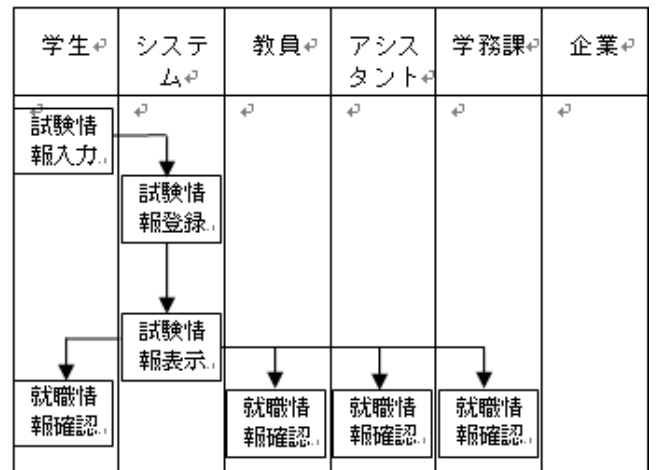 学生
システ
ム
教員
アシス
タント
学務課
企業
試験情
報入力
試験情
報登録
試験情
報表示
就職情
報確認
就職情
報確認
就職情
報確認
就職情
報確認